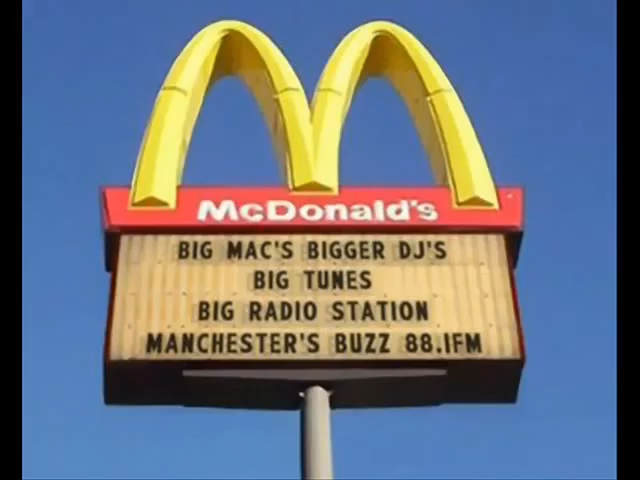 McDonald's
BIG MAC'S BIGGER DJ'S
BIG TUNES
BIG RADIO STATION
MANCHESTER'S BUZZ 88.1FM